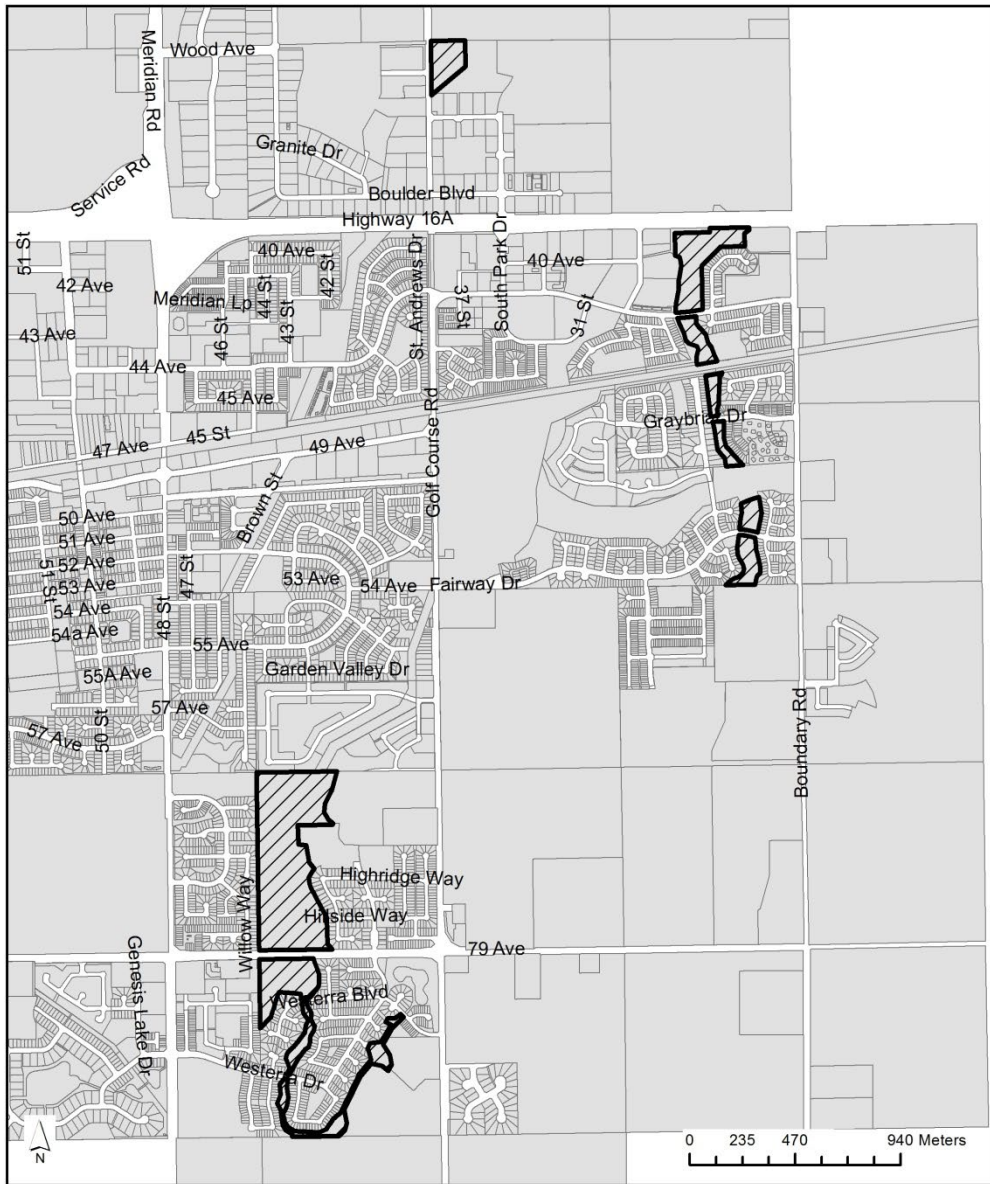 Wood Ave
Meridian Rd
Granite Dr
Service Rd
Boulder Blvd
Highway 16A
51 St
40 Ave
42 St
St. Andrews Dr
South Park Dr
40 Ave
42 Ave
Meridian Lp
44 St
43 St
37 St
31 St
43 Ave
46 St
44 Ave
45 Ave
Graybriar Dr
47 Ave
45 St
49 Ave
Golf Course Rd
50 Ave
Brown St
51 Ave
52 Ave
47 St
51 St
53 Ave
53 Ave
54 Ave
Fairway Dr
54 Ave
48 St
54a Ave
55 Ave
55A Ave
Garden Valley Dr
57 Ave
50 St
57 Ave
Boundary Rd
Highridge Way
Willow Way
Hillside Way
79 Ave
Genesis Lake Dr
Westerra Blvd
Westerra Dr
N
0 235 470 940 Meters